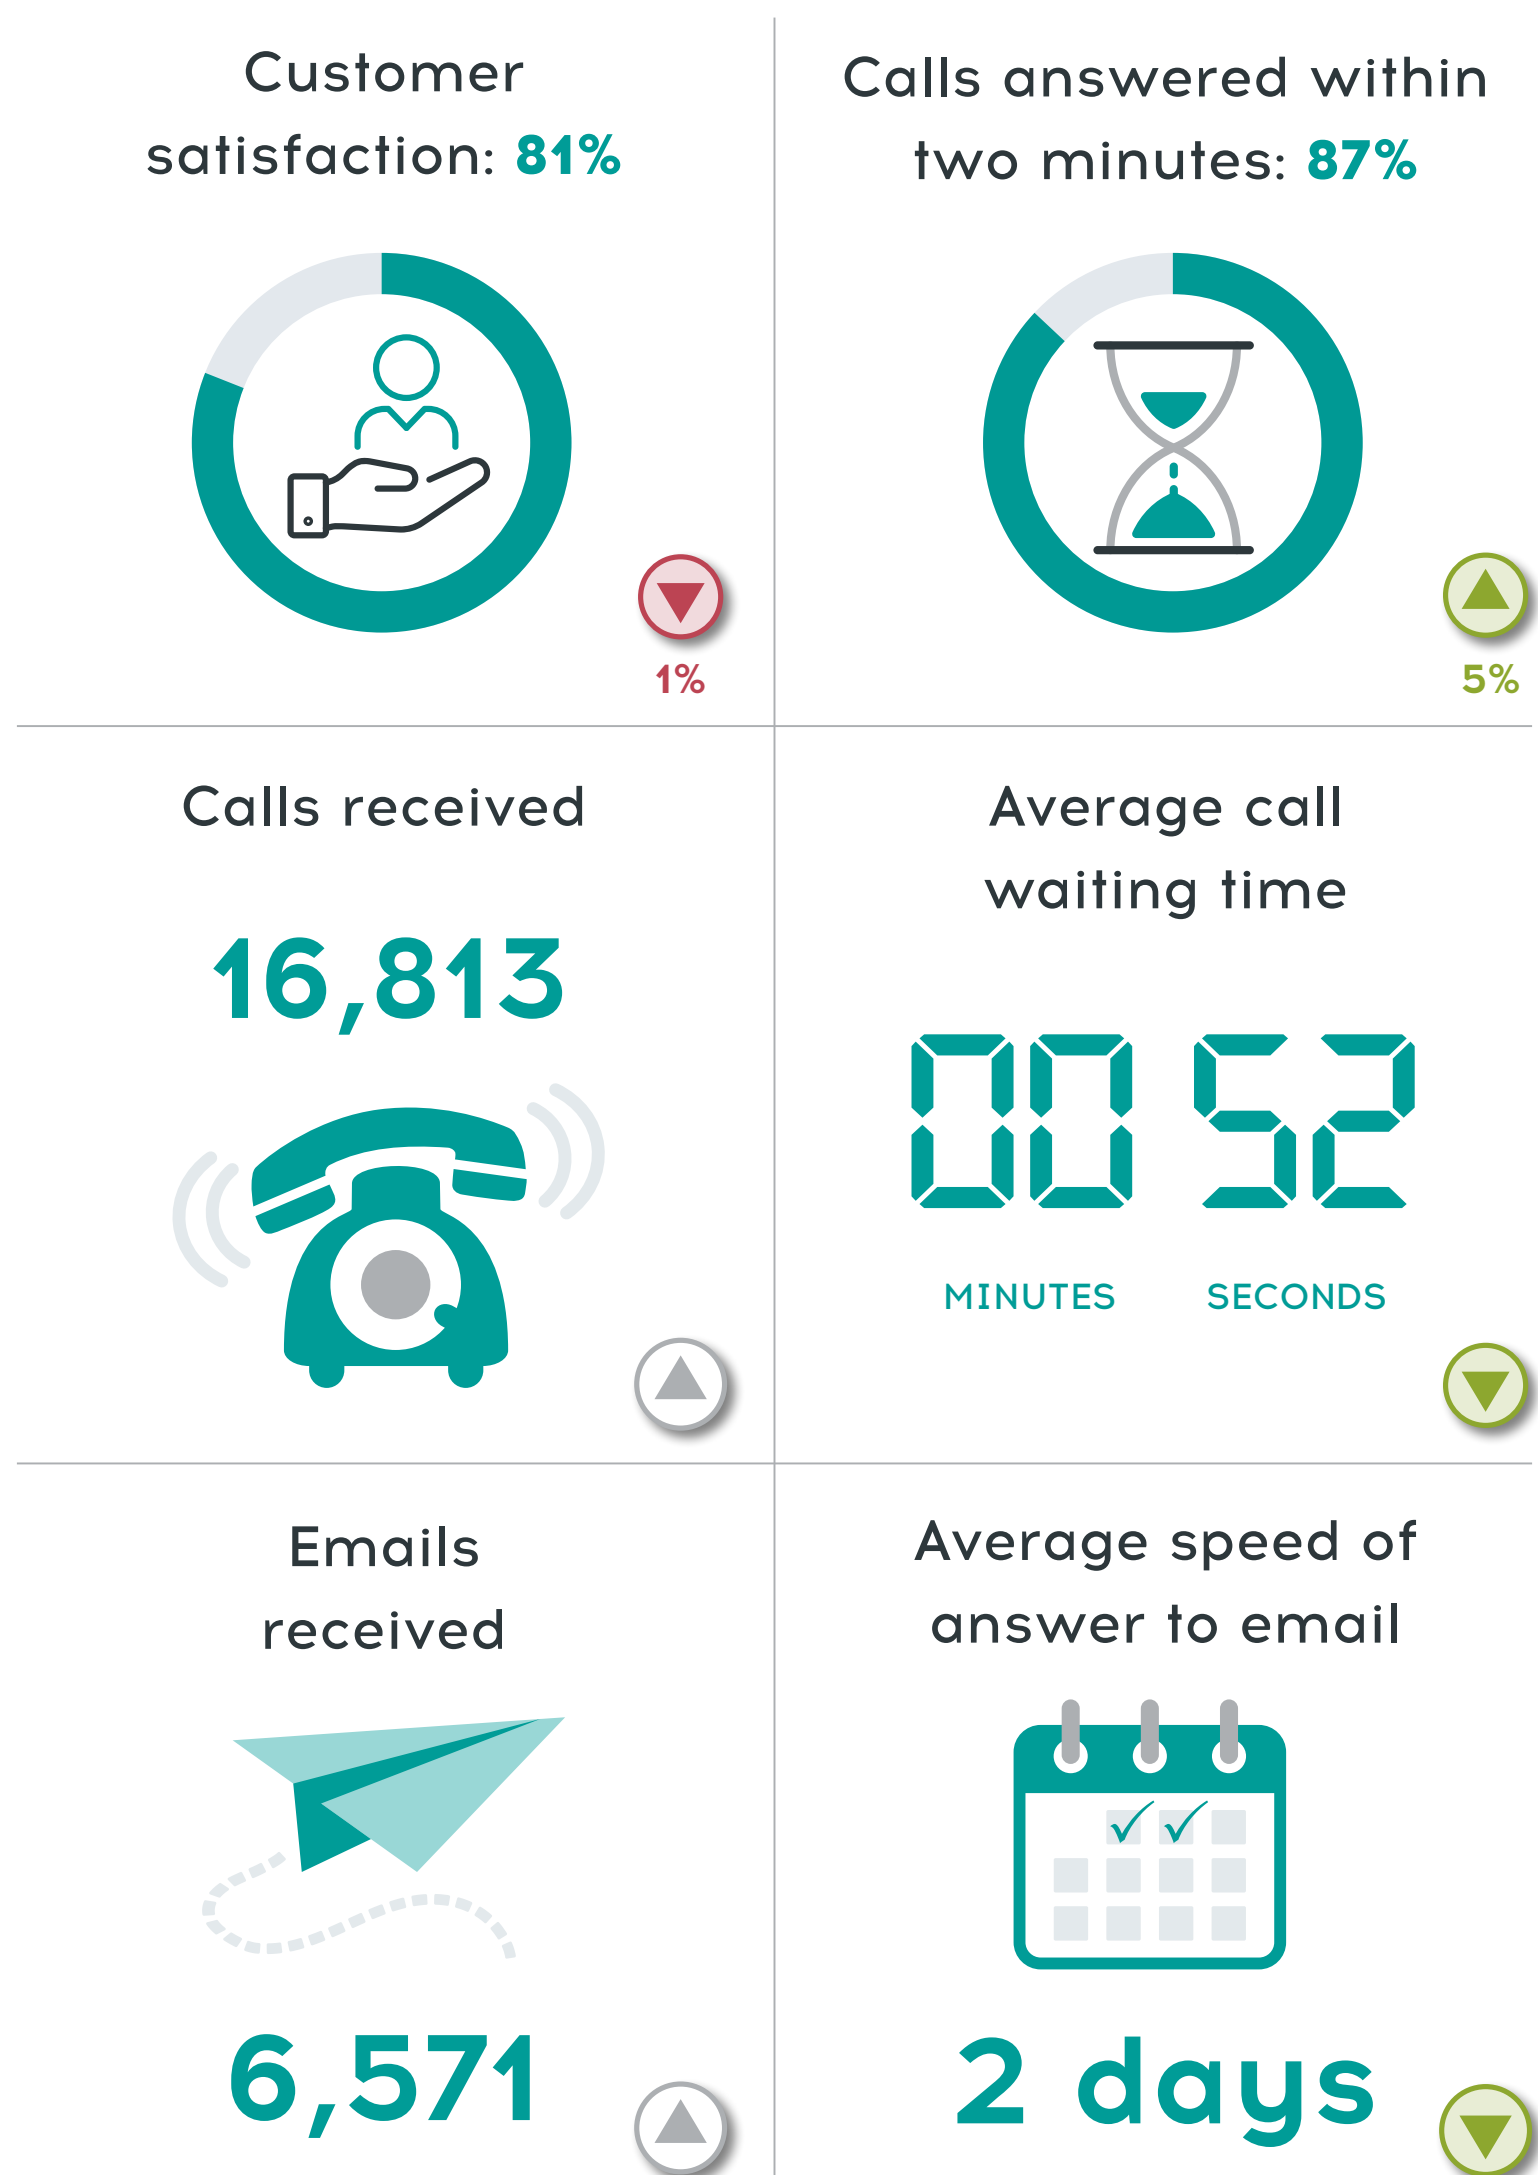 Customer
satisfaction: 81%
1%
Calls answered within
two minutes: 87%
5%
Calls received
16,813
Average call
waiting time
00 52
MINUTES SECONDS
Emails
received
6,571
Average speed of
answer to email
2 days